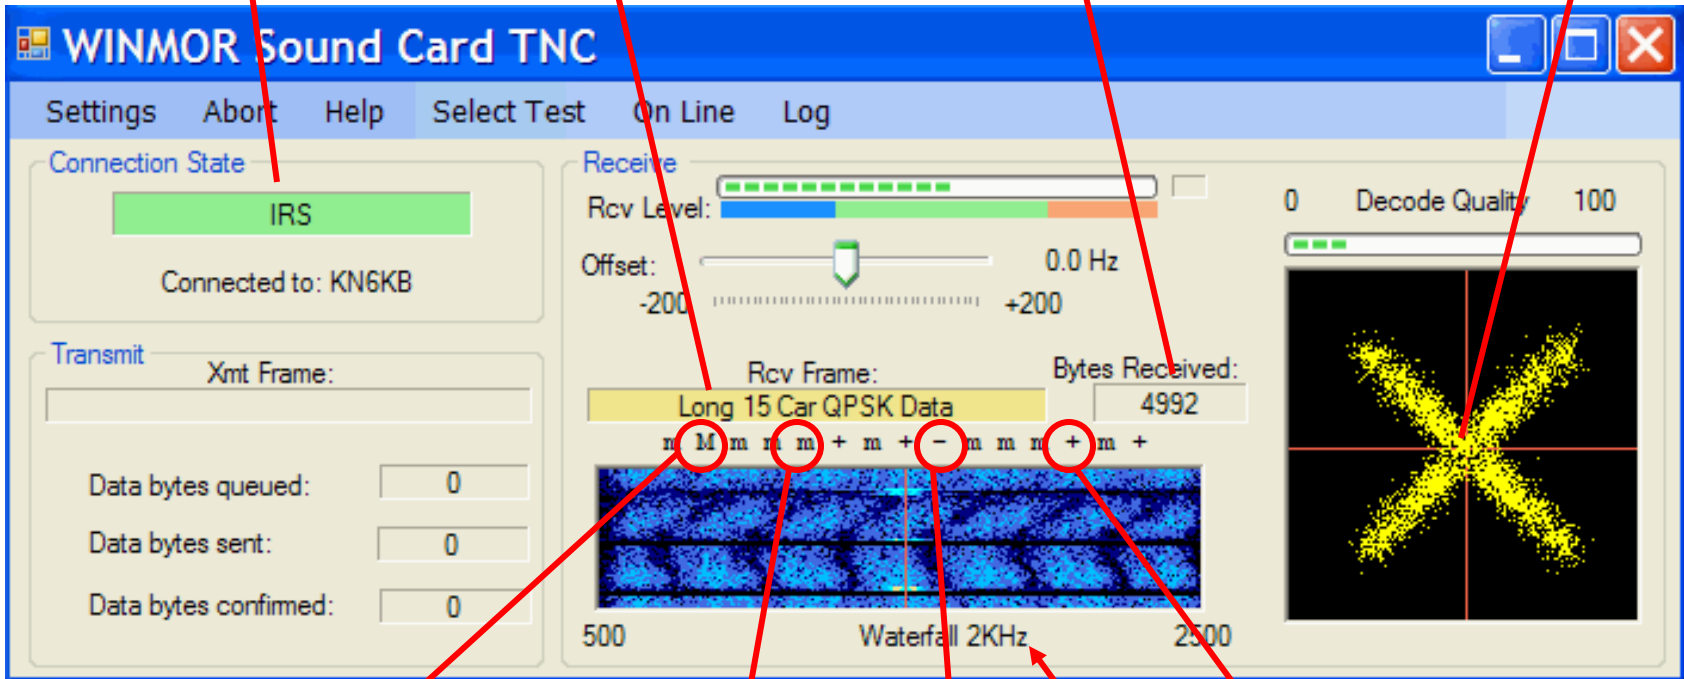 WINMOR Sound Card TNC
Settings Abort Help Select Test On Line Log
Connection State
IRS
Connected to: KN6KB
Transmit
Xmt Frame:
Data bytes queued: 0
Data bytes sent: 0
Data bytes confirmed: 0
Receive
Rcv Level:
Offset: 0.0 Hz
-200 +200
Rcv Frame: Bytes Received:
Long 15 Car QPSK Data 4992
m M m m m + m + - m m m + m +
500 Waterfall 2KHz 2500
0 Decode Quality 100